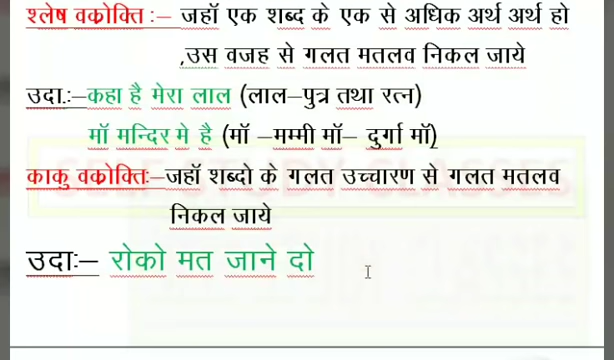 श्लेष वक्रोक्ति :– जहॉ एक शब्द के एक से अधिक अर्थ अर्थ हो
,उस वजह से गलत मतलव निकल जाये
उदा.:–कहा है मेरा लाल (लाल–पुत्र तथा रत्न)
मॉ मन्दिर मे है (मॉ –मम्मी मॉ– दुर्गा मॉ)
काकु वक्रोक्तिः–जहॉ शब्दो के गलत उच्चारण से गलत मतलव
निकल जाये
उदाः– रोको मत जाने दो